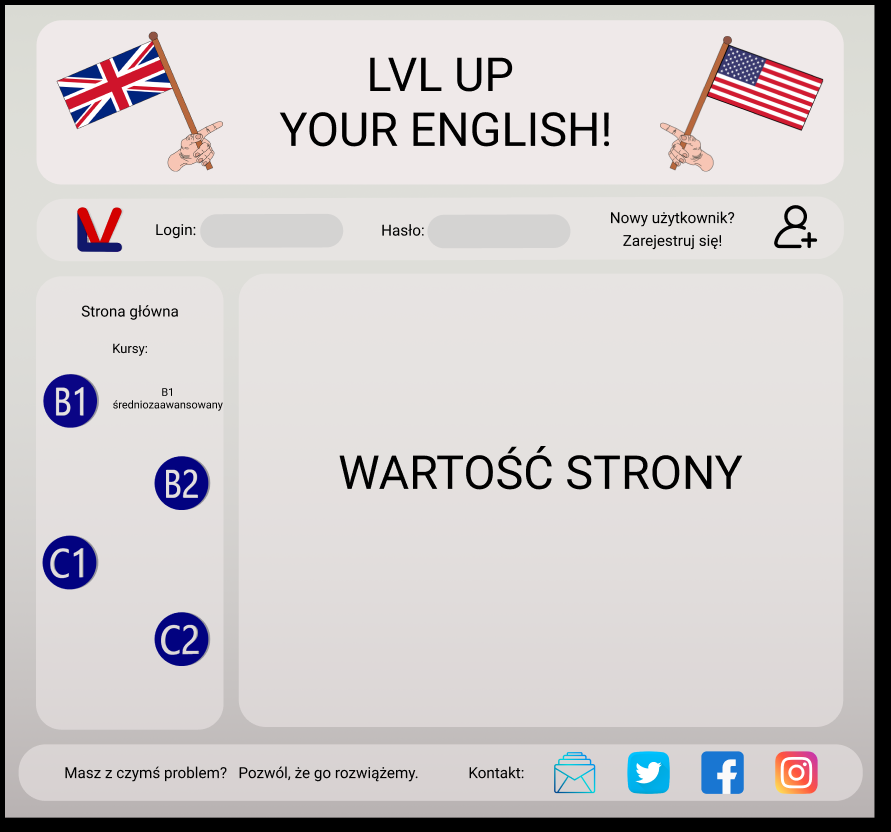 LVL UP
YOUR ENGLISH!
Login:
Hasło:
Nowy użytkownik?
Zarejestruj się!
Strona główna
Kursy:
B1
B1
średniozaawansowany
B2
C1
C2
WARTOŚĆ STRONY
Masz z czymś problem? Pozwól, że go rozwiążemy.
Kontakt: